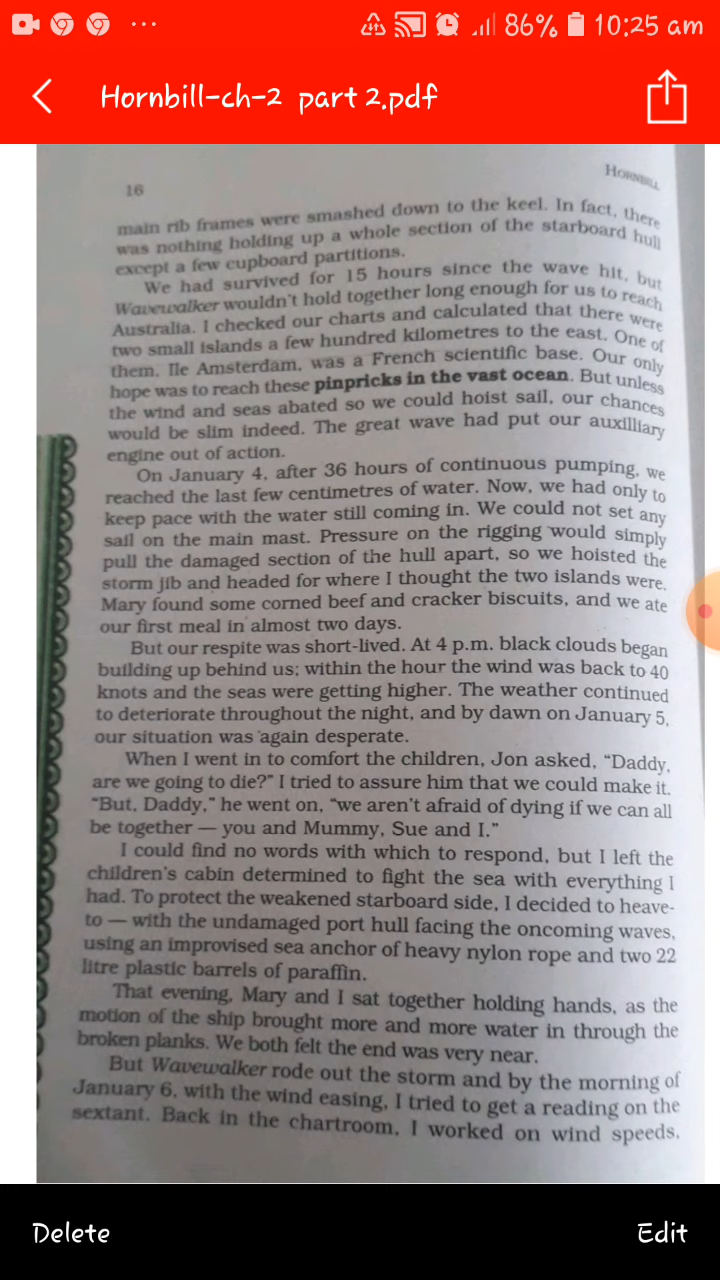 86% 10:25 am
Hornbill-ch-2 part 2.pdf
16
HORNBILL
main rib frames were smashed down to the keel. In fact, there
was nothing holding up a whole section of the starboard hull
except a few cupboard partitions.
We had survived for 15 hours since the wave hit, but
Wavewalker wouldn't hold together long enough for us to reach
Australia. I checked our charts and calculated that there were
two small islands a few hundred kilometres to the east. One of
them, Ile Amsterdam, was a French scientific base. Our only
hope was to reach these pinpricks in the vast ocean. But unless
the wind and seas abated so we could hoist sail, our chances
would be slim indeed. The great wave had put our auxilliary
engine out of action.
On January 4, after 36 hours of continuous pumping, we
reached the last few centimetres of water. Now, we had only to
keep pace with the water still coming in. We could not set any
sail on the main mast. Pressure on the rigging would simply
pull the damaged section of the hull apart, so we hoisted the
storm jib and headed for where I thought the two islands were.
Mary found some corned beef and cracker biscuits, and we ate
our first meal in almost two days.
But our respite was short-lived. At 4 p.m. black clouds began
building up behind us; within the hour the wind was back to 40
knots and the seas were getting higher. The weather continued
to deteriorate throughout the night, and by dawn on January 5,
our situation was again desperate.
When I went in to comfort the children, Jon asked, "Daddy,
are we going to die?" I tried to assure him that we could make it.
"But, Daddy," he went on, "we aren't afraid of dying if we can all
be together — you and Mummy, Sue and I."
I could find no words with which to respond, but I left the
children's cabin determined to fight the sea with everything I
had. To protect the weakened starboard side, I decided to heave-
to — with the undamaged port hull facing the oncoming waves,
using an improvised sea anchor of heavy nylon rope and two 22
litre plastic barrels of paraffin.
That evening, Mary and I sat together holding hands, as the
motion of the ship brought more and more water in through the
broken planks. We both felt the end was very near.
But Wavewalker rode out the storm and by the morning of
January 6, with the wind easing, I tried to get a reading on the
sextant. Back in the chartroom, I worked on wind speeds,
Delete
Edit